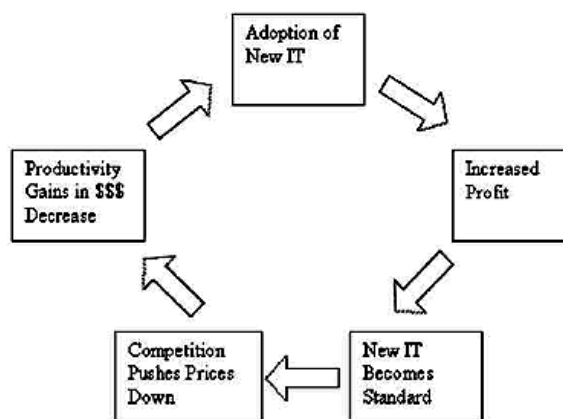 Adoption of
New IT
Increased
Profit
New IT
Becomes
Standard
Competition
Pushes Prices
Down
Productivity
Gains in $$$
Decrease